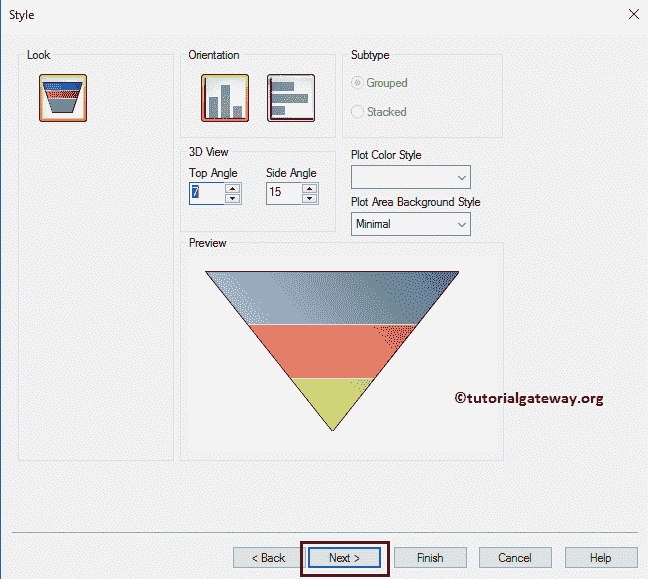 Style
Look
Orientation
Subtype
Grouped
Stacked
3D View
Top Angle
Side Angle
7
15
Plot Color Style
Plot Area Background Style
Minimal
Preview
©tutorialgateway.org
< Back
Next >
Finish
Cancel
Help